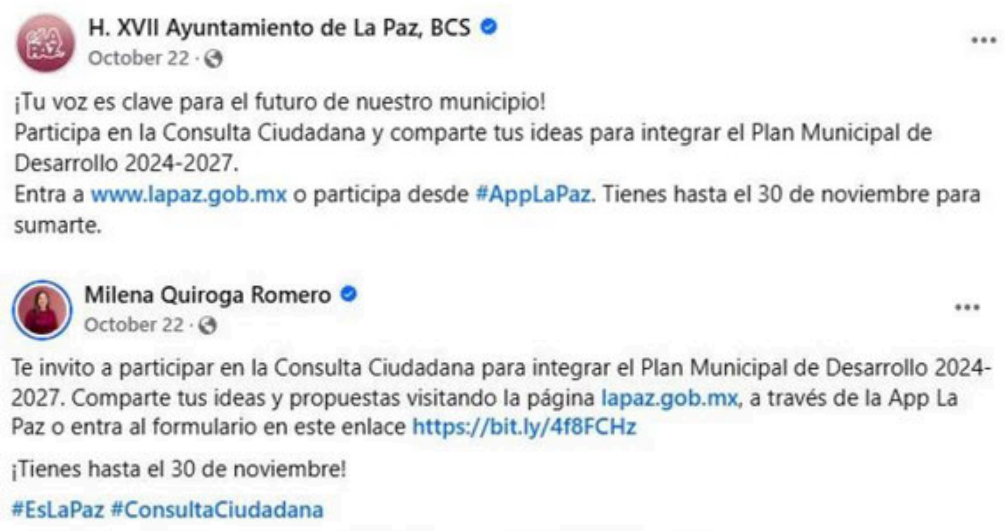 H. XVII Ayuntamiento de La Paz, BCS
October 22 ·
¡Tu voz es clave para el futuro de nuestro municipio!
Participa en la Consulta Ciudadana y comparte tus ideas para integrar el Plan Municipal de
Desarrollo 2024-2027.
Entra a www.lapaz.gob.mx o participa desde #AppLaPaz. Tienes hasta el 30 de noviembre para
sumarte.
Milena Quiroga Romero
October 22 ·
Te invito a participar en la Consulta Ciudadana para integrar el Plan Municipal de Desarrollo 2024-
2027. Comparte tus ideas y propuestas visitando la página lapaz.gob.mx, a través de la App La
Paz o entra al formulario en este enlace https://bit.ly/4f8FCHz
¡Tienes hasta el 30 de noviembre!
#EsLaPaz #ConsultaCiudadana